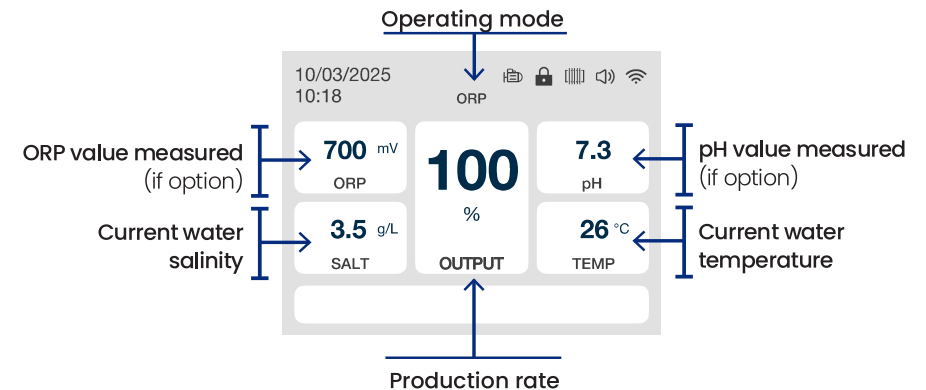 Operating mode
10/03/2025
10:18
ORP
ORP value measured
(if option)
700 mV
ORP
100
%
OUTPUT
7.3
pH
pH value measured
(if option)
Current water
salinity
3.5 g/L
SALT
26 °C
TEMP
Current water
temperature
Production rate